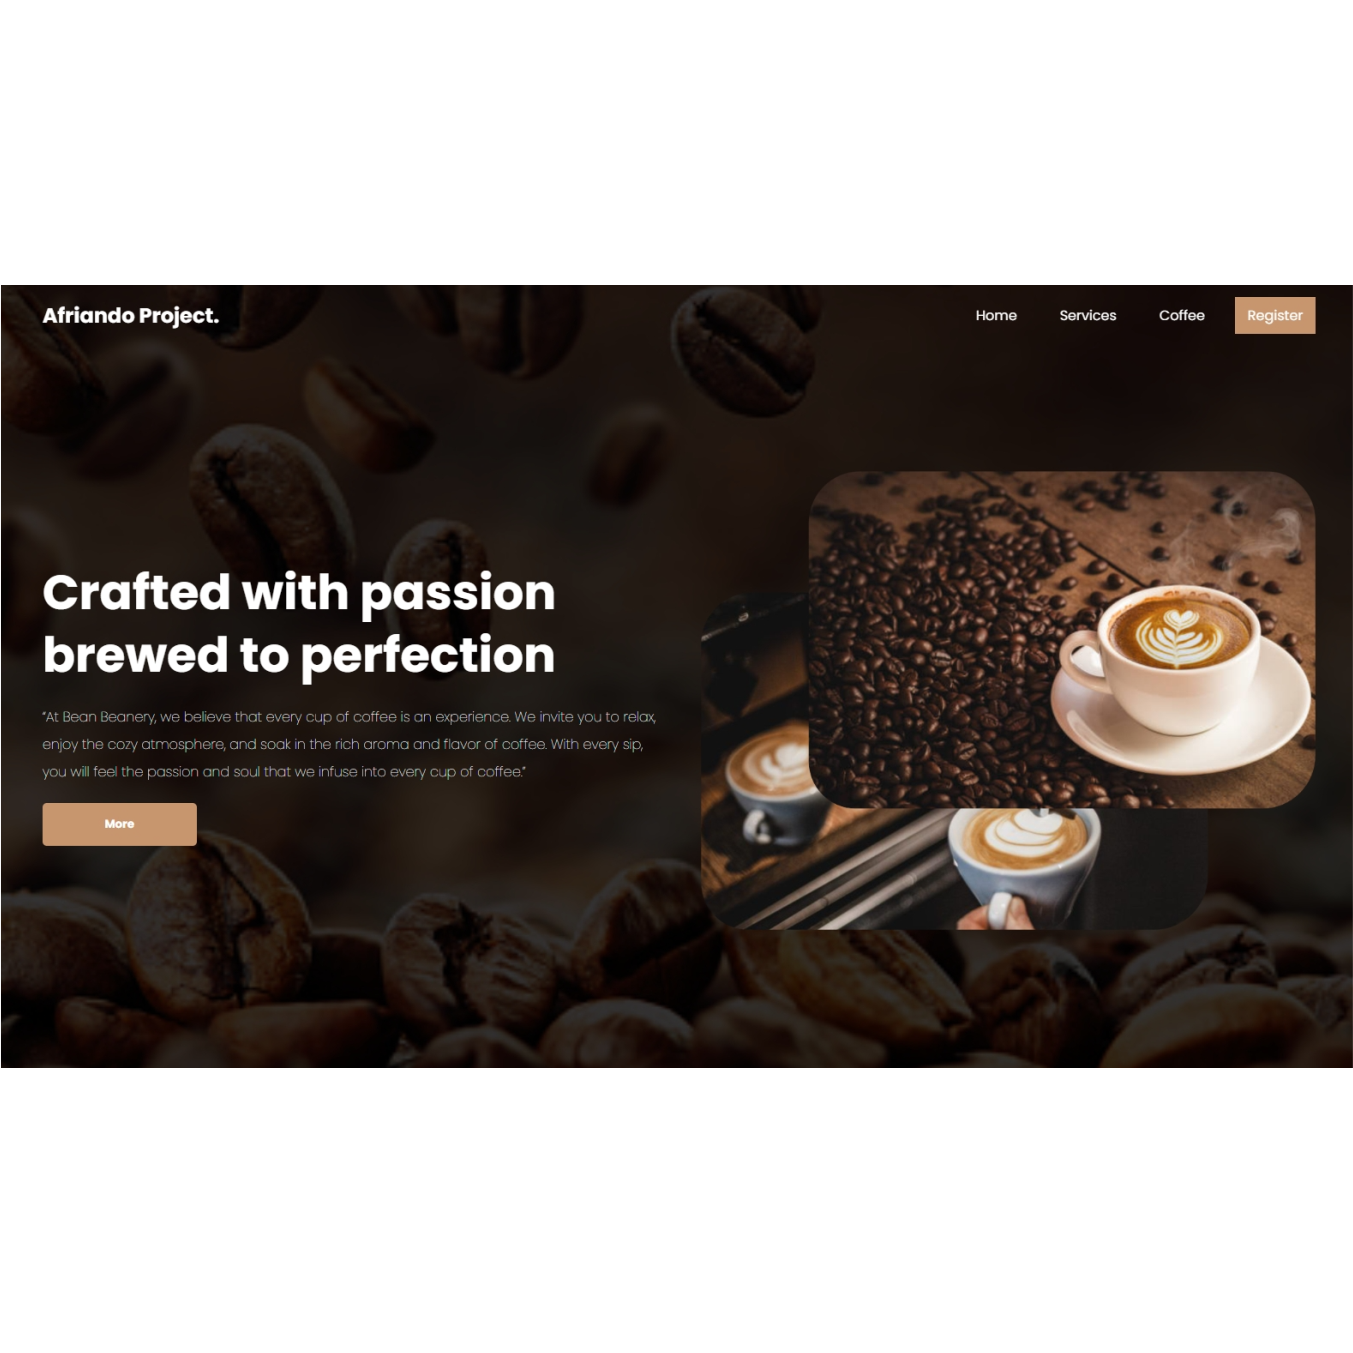 Afriando Project.
Home
Services
Coffee
Register
Crafted with passion
brewed to perfection
“At Bean Beanery, we believe that every cup of coffee is an experience. We invite you to relax,
enjoy the cozy atmosphere, and soak in the rich aroma and flavor of coffee. With every sip,
you will feel the passion and soul that we infuse into every cup of coffee.”
More